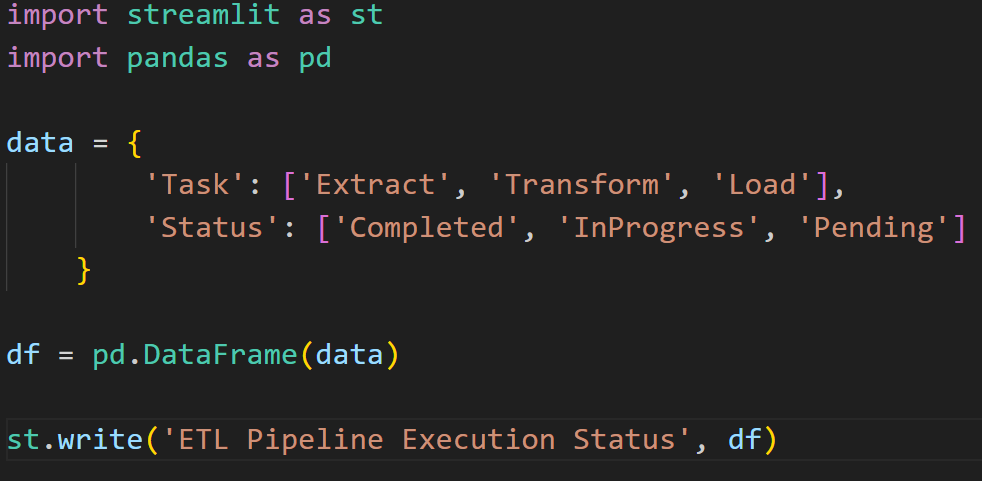 import streamlit as st
import pandas as pd
data = {
'Task': ['Extract', 'Transform', 'Load'],
'Status': ['Completed', 'InProgress', 'Pending']
}
df = pd.DataFrame(data)
st.write('ETL Pipeline Execution Status', df)